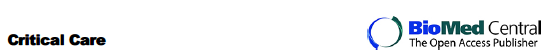 Critical Care
BioMed Central
The Open Access Publisher